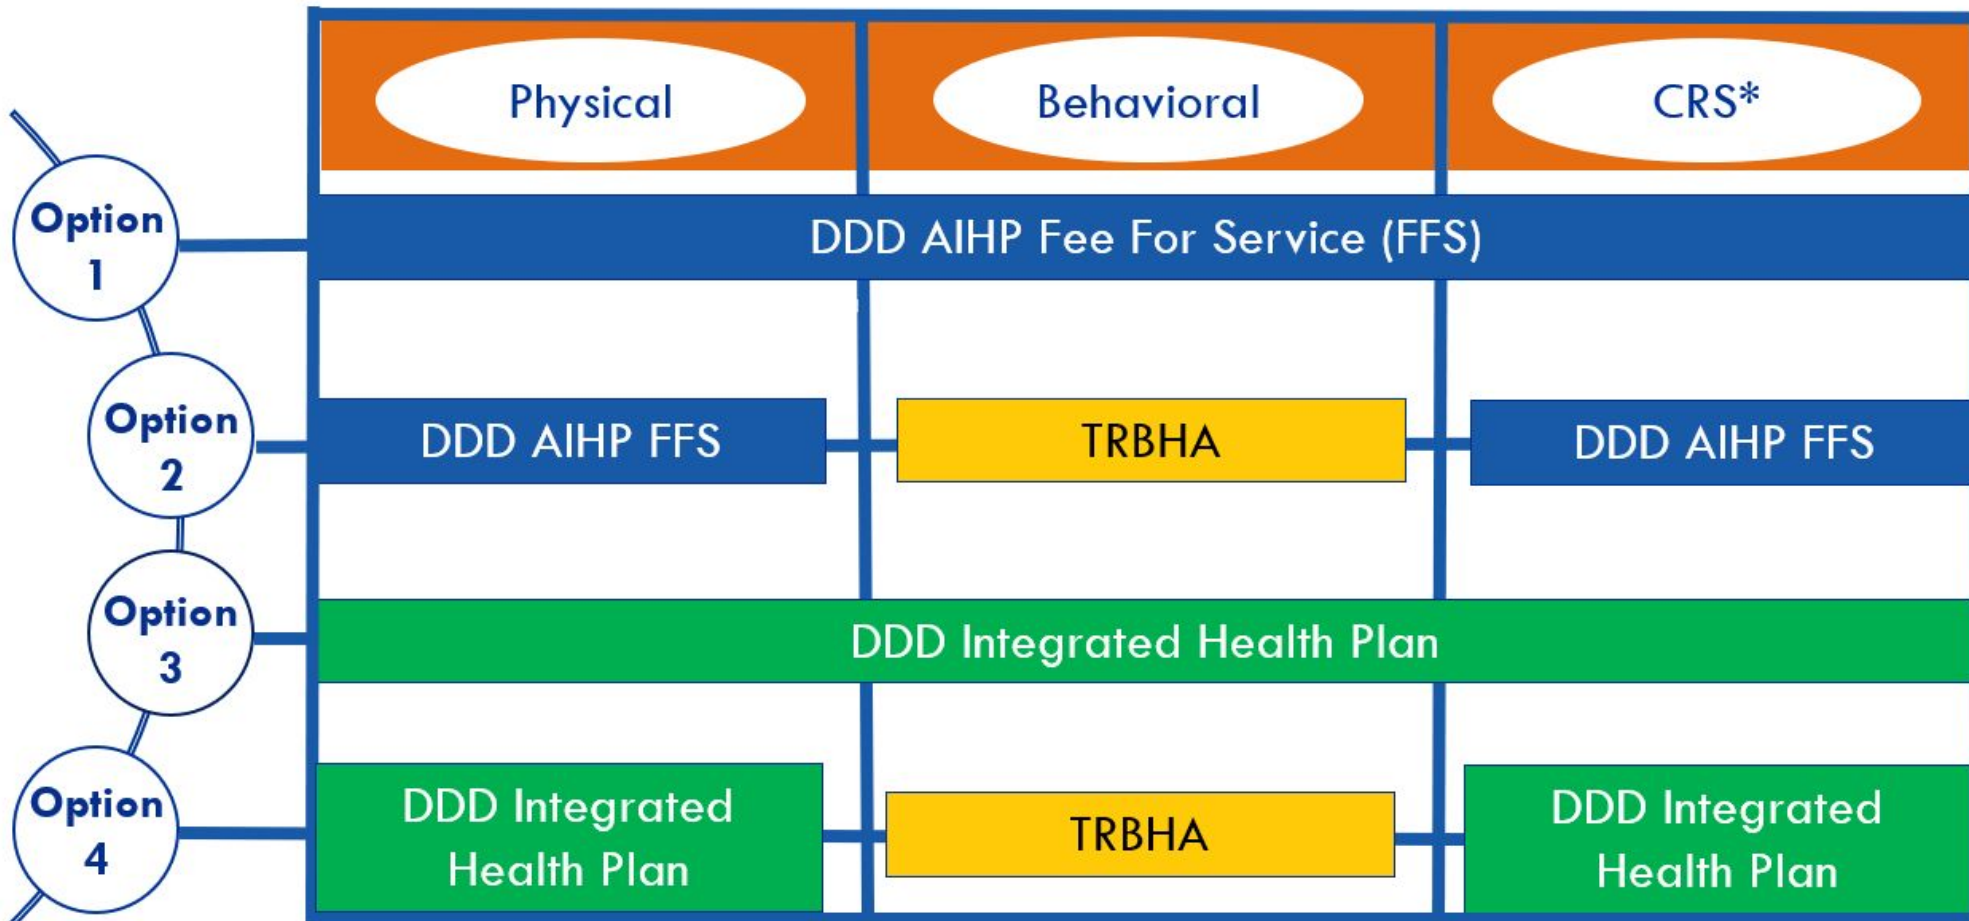 Physical
Behavioral
CRS*
Option
1
DDD AIHP Fee For Service (FFS)
Option
2
DDD AIHP FFS
TRBHA
DDD AIHP FFS
Option
3
DDD Integrated Health Plan
Option
4
DDD Integrated
Health Plan
TRBHA
DDD Integrated
Health Plan